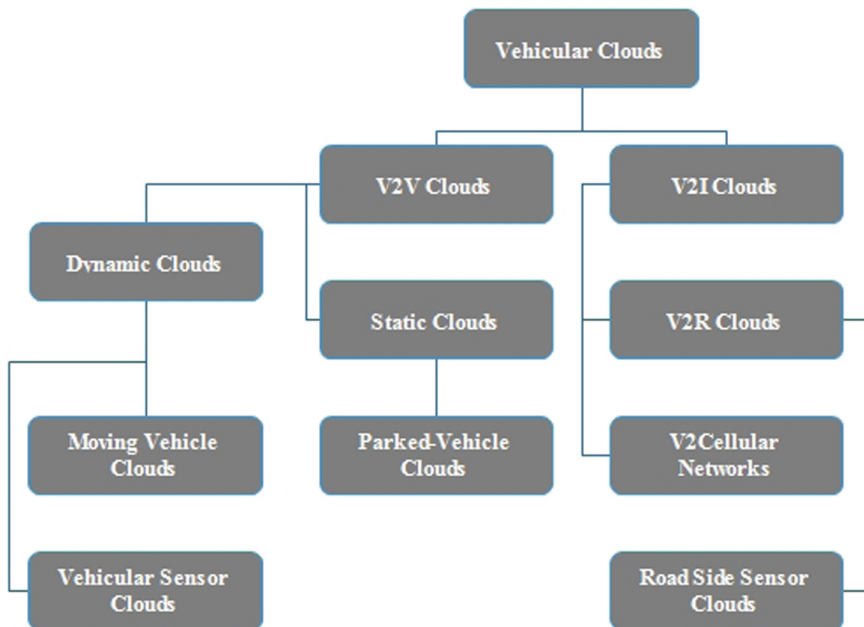 Vehicular Clouds
V2V Clouds
V2I Clouds
Dynamic Clouds
Static Clouds
V2R Clouds
Moving Vehicle
Clouds
Parked-Vehicle
Clouds
V2Cellular
Networks
Vehicular Sensor
Clouds
Road Side Sensor
Clouds